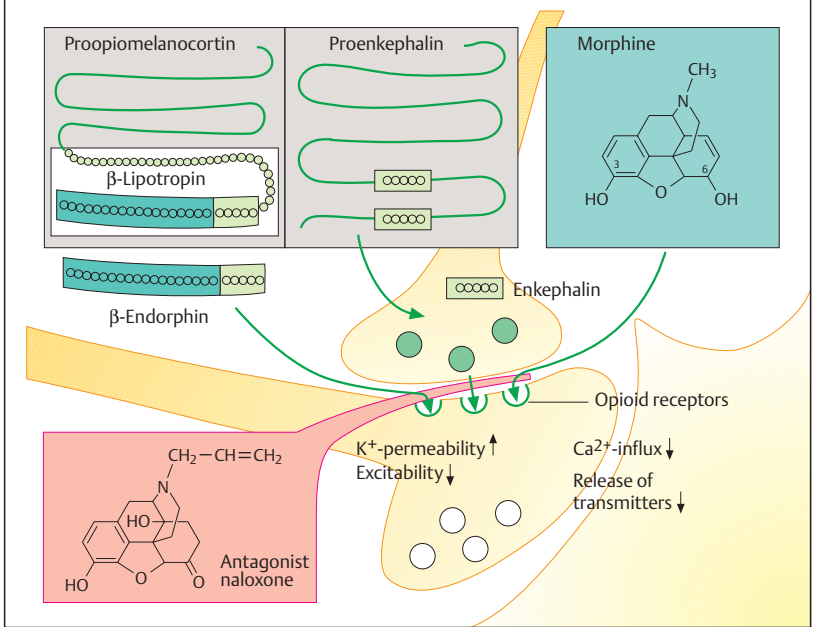 Proopiomelanocortin
Proenkephalin
Morphine
CH₃
N
3
6
HO
O
OH
β-Lipotropin
β-Endorphin
Enkephalin
Opioid receptors
K⁺-permeability ↑
Excitability ↓
Ca²⁺-influx ↓
Release of
transmitters ↓
CH₂—CH=CH₂
N
HO
HO
O
O
Antagonist
naloxone